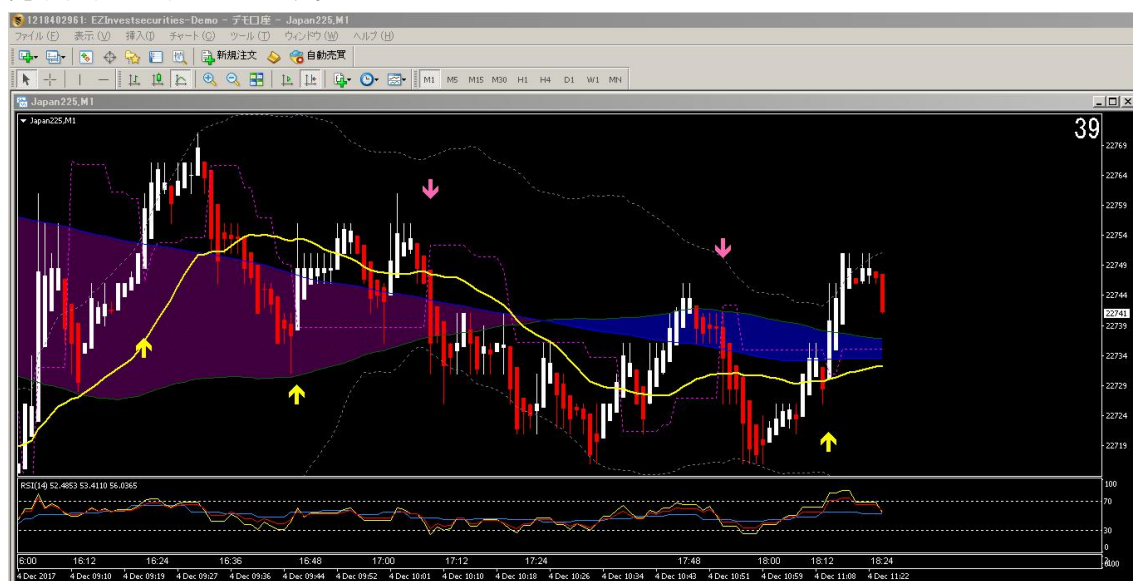 1218402961: EZInvestsecurities-Demo - デモ口座 - Japan225,M1
ファイル(F) 表示(V) 挿入(I) チャート(C) ツール(T) ウィンドウ(W) ヘルプ(H)
新規注文 自動売買
M1 M5 M15 M30 H1 H4 D1 W1 MN
Japan225,M1
Japan225,M1
39
22769
22764
22759
22754
22749
22744
22741
22739
22734
22729
22724
22719
RSI(14) 52.4853 53.4110 56.0365
100
70
30
0
6:00 16:12 16:24 16:36 16:48 17:00 17:12 17:24 17:48 18:00 18:12 18:24
4 Dec 2017 4 Dec 09:10 4 Dec 09:19 4 Dec 09:27 4 Dec 09:36 4 Dec 09:44 4 Dec 09:52 4 Dec 10:01 4 Dec 10:10 4 Dec 10:18 4 Dec 10:26 4 Dec 10:34 4 Dec 10:43 4 Dec 10:51 4 Dec 10:59 4 Dec 11:08 4 Dec 11:22